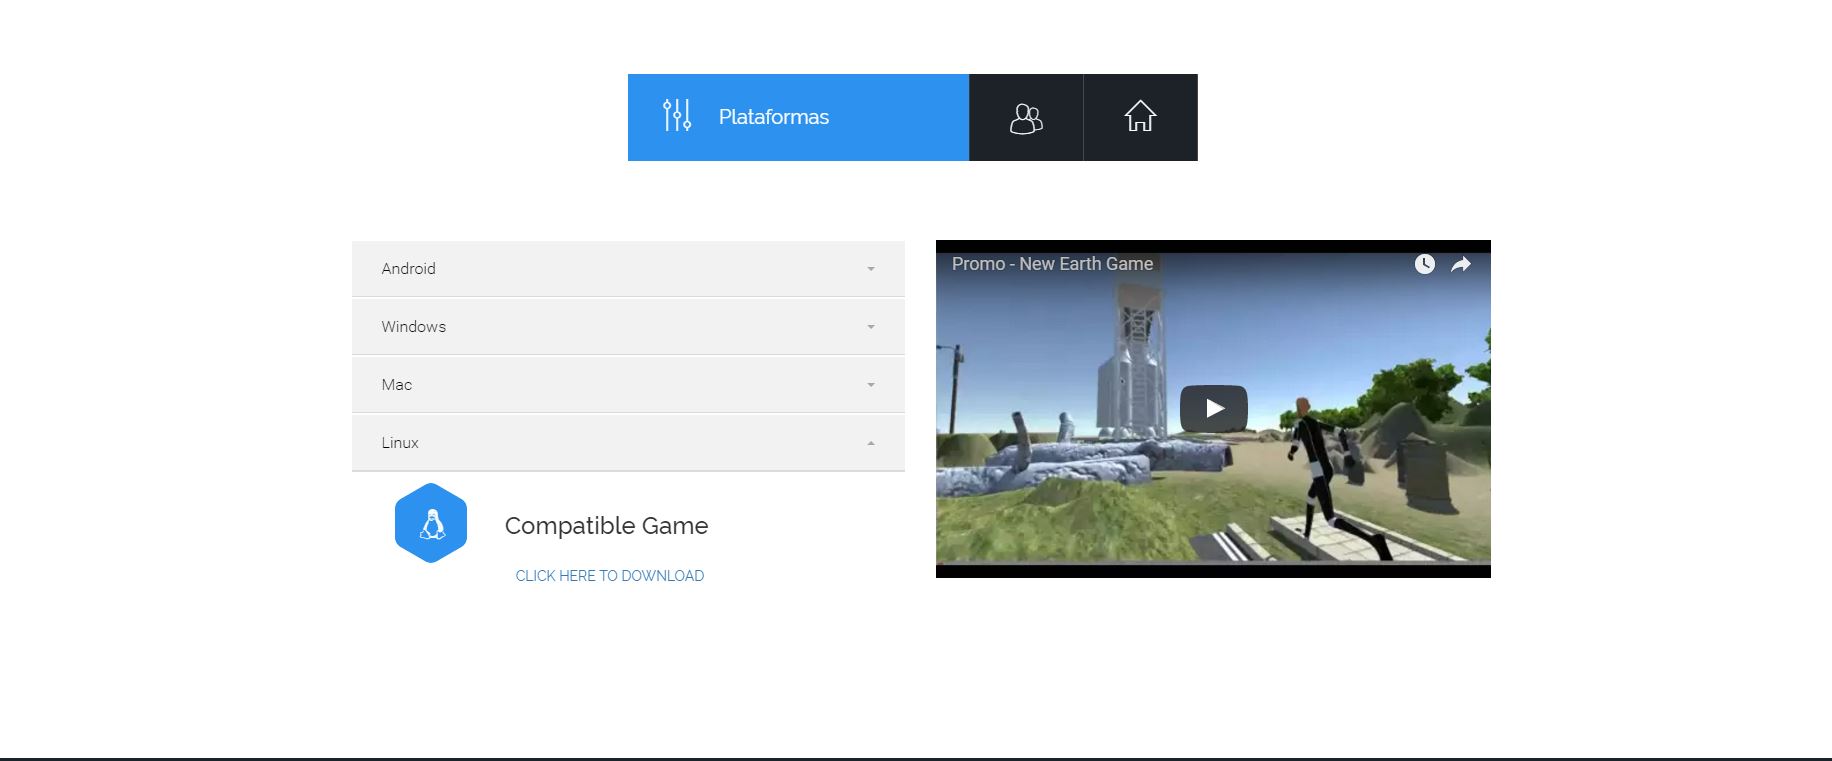 Plataformas
Android
Windows
Mac
Linux
Compatible Game
CLICK HERE TO DOWNLOAD
Promo - New Earth Game